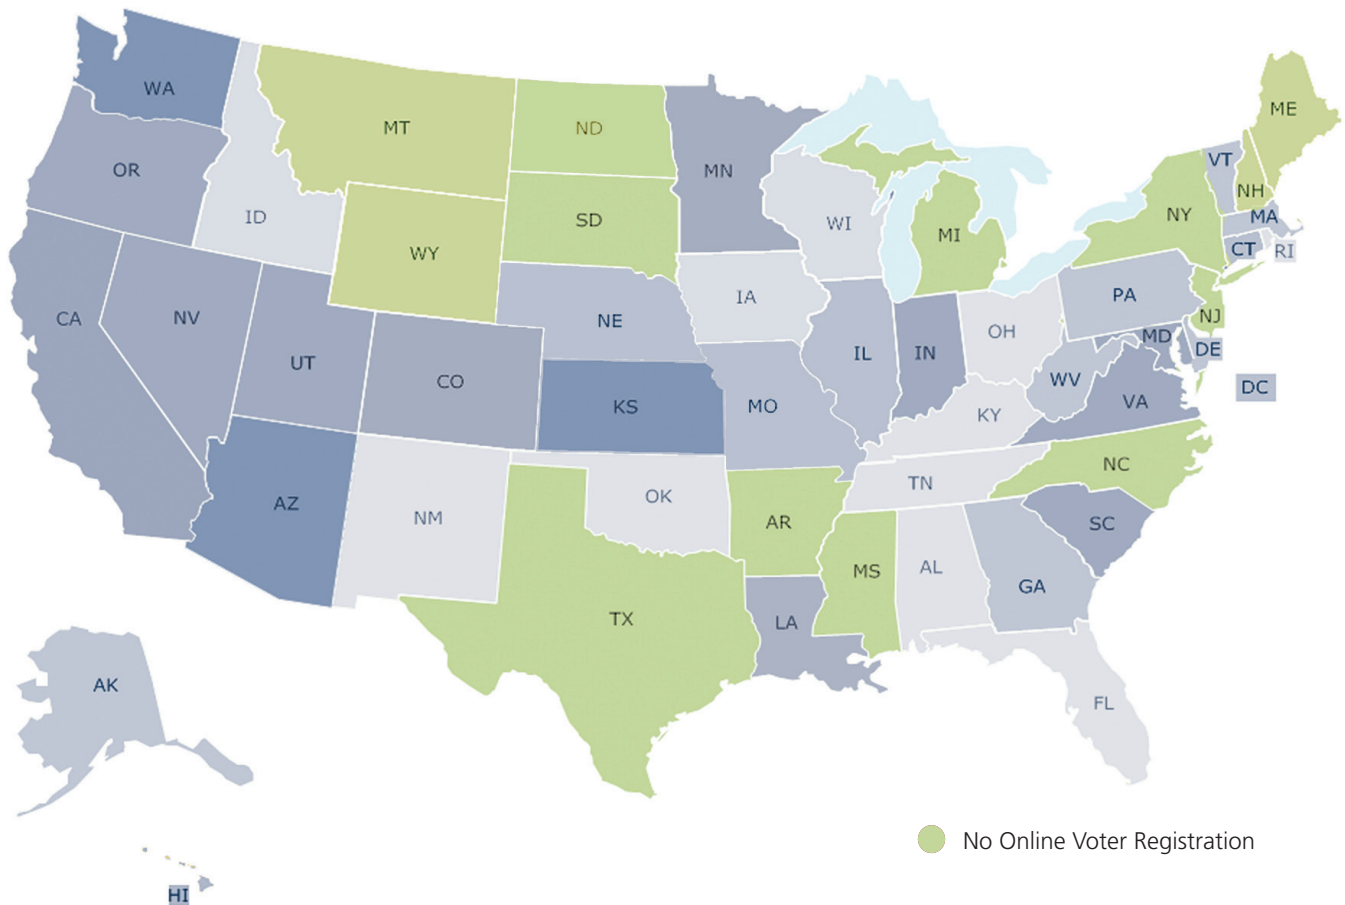 WA
MT
ND
ME
OR
MN
VT
ID
SD
WI
NY
NH
MI
MA
WY
CT
RI
IA
PA
CA
NV
NE
OH
NJ
UT
CO
IL
IN
MD
DE
WV
DC
KS
MO
KY
VA
AZ
NM
OK
TN
NC
AR
SC
MS
AL
GA
TX
LA
AK
FL
No Online Voter Registration
HI